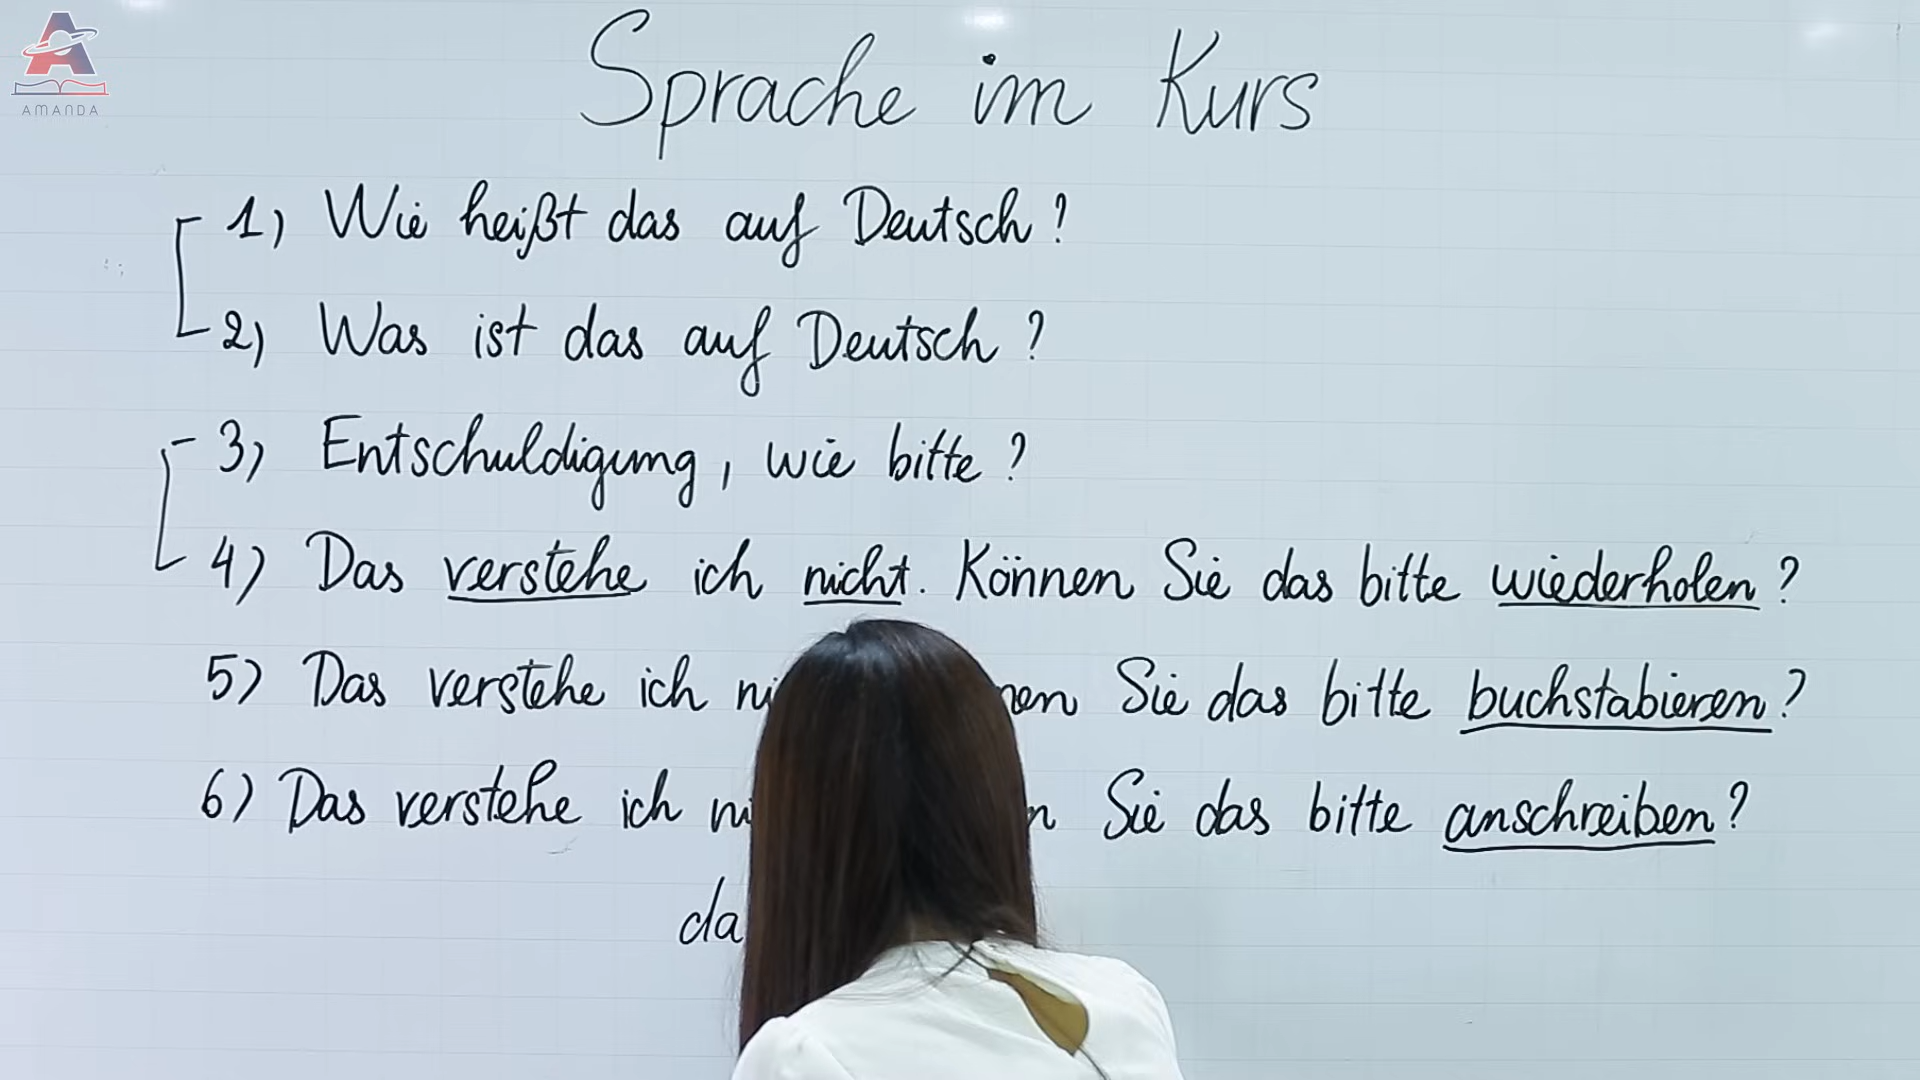 AMANDA
Sprache im Kurs
1) Wie heißt das auf Deutsch?
2) Was ist das auf Deutsch?
3) Entschuldigung, wie bitte?
4) Das verstehe ich nicht. Können Sie das bitte wiederholen?
5) Das verstehe ich Sie das bitte buchstabieren?
6) Das verstehe ich Sie das bitte anschreiben?